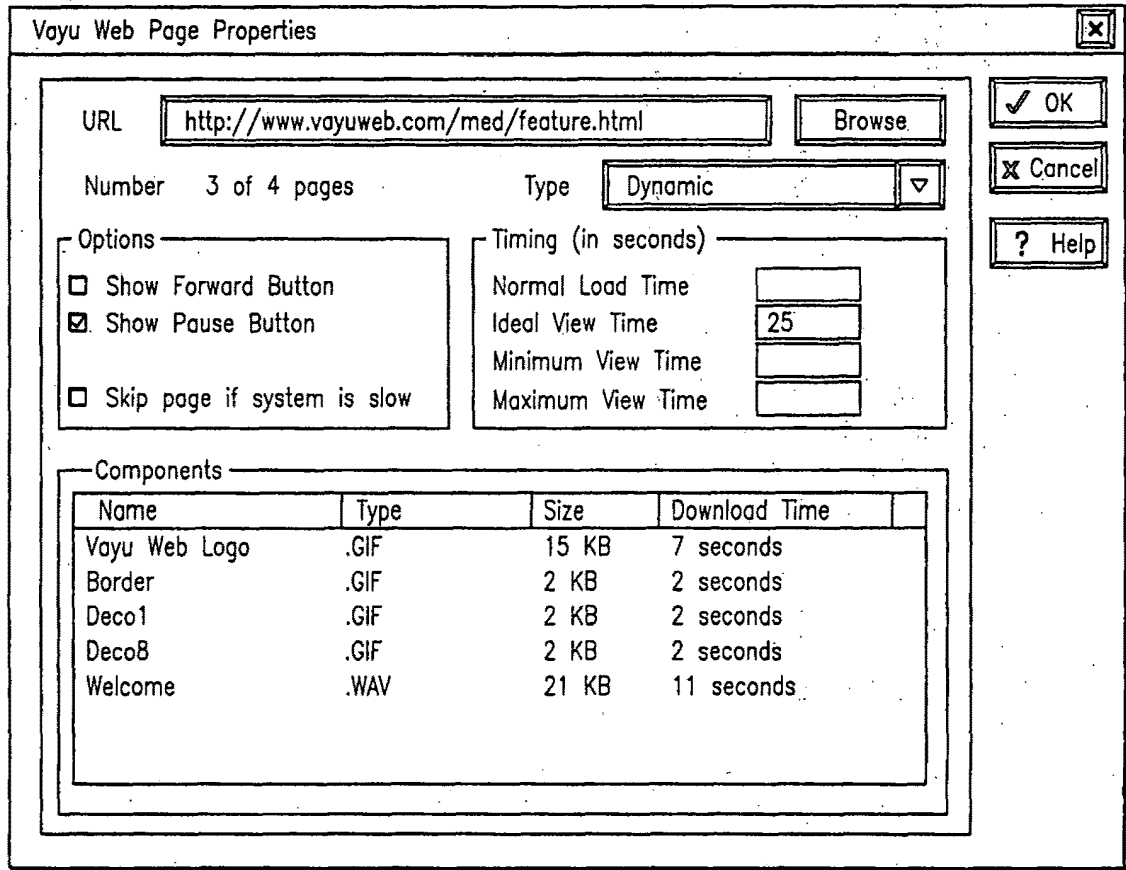 Vayu Web Page Properties
URL http://www.vayuweb.com/med/feature.html Browse
✓ OK
X Cancel
? Help
Number 3 of 4 pages Type Dynamic
Options
Show Forward Button
Show Pause Button
Skip page if system is slow
Timing (in seconds)
Normal Load Time
Ideal View Time 25
Minimum View Time
Maximum View Time
Components
Name Type Size Download Time
Vayu Web Logo .GIF 15 KB 7 seconds
Border .GIF 2 KB 2 seconds
Deco1 .GIF 2 KB 2 seconds
Deco8 .GIF 2 KB 2 seconds
Welcome .WAV 21 KB 11 seconds